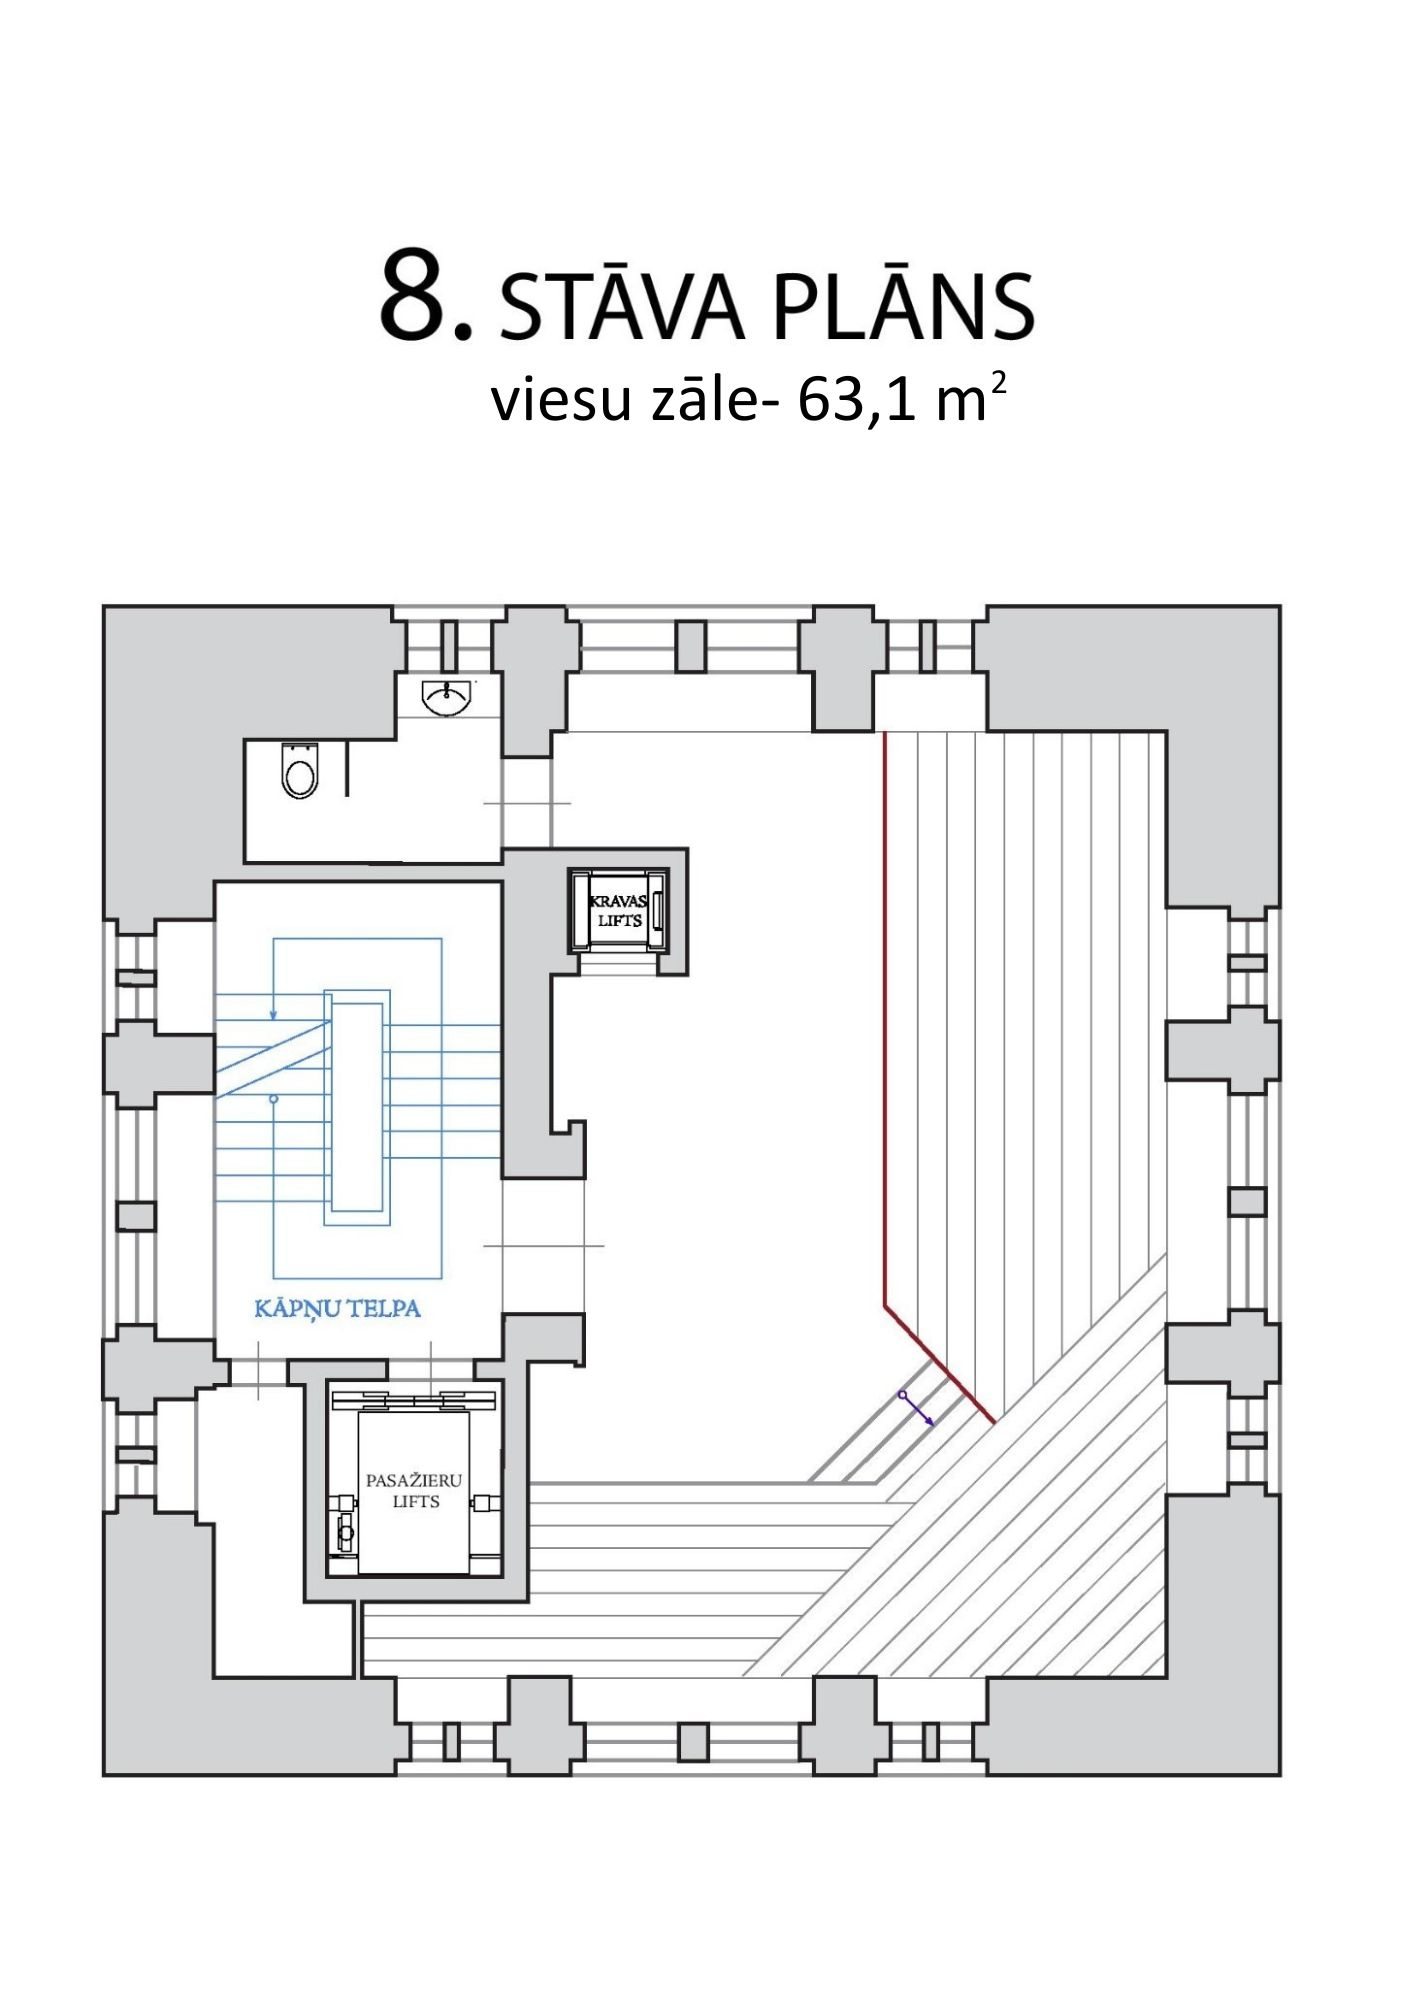 8. STĀVA PLĀNS
viesu zāle- 63,1 m²
KRAVAS
LIFTS
KĀPŅU TELPA
PASAŽIERU
LIFTS